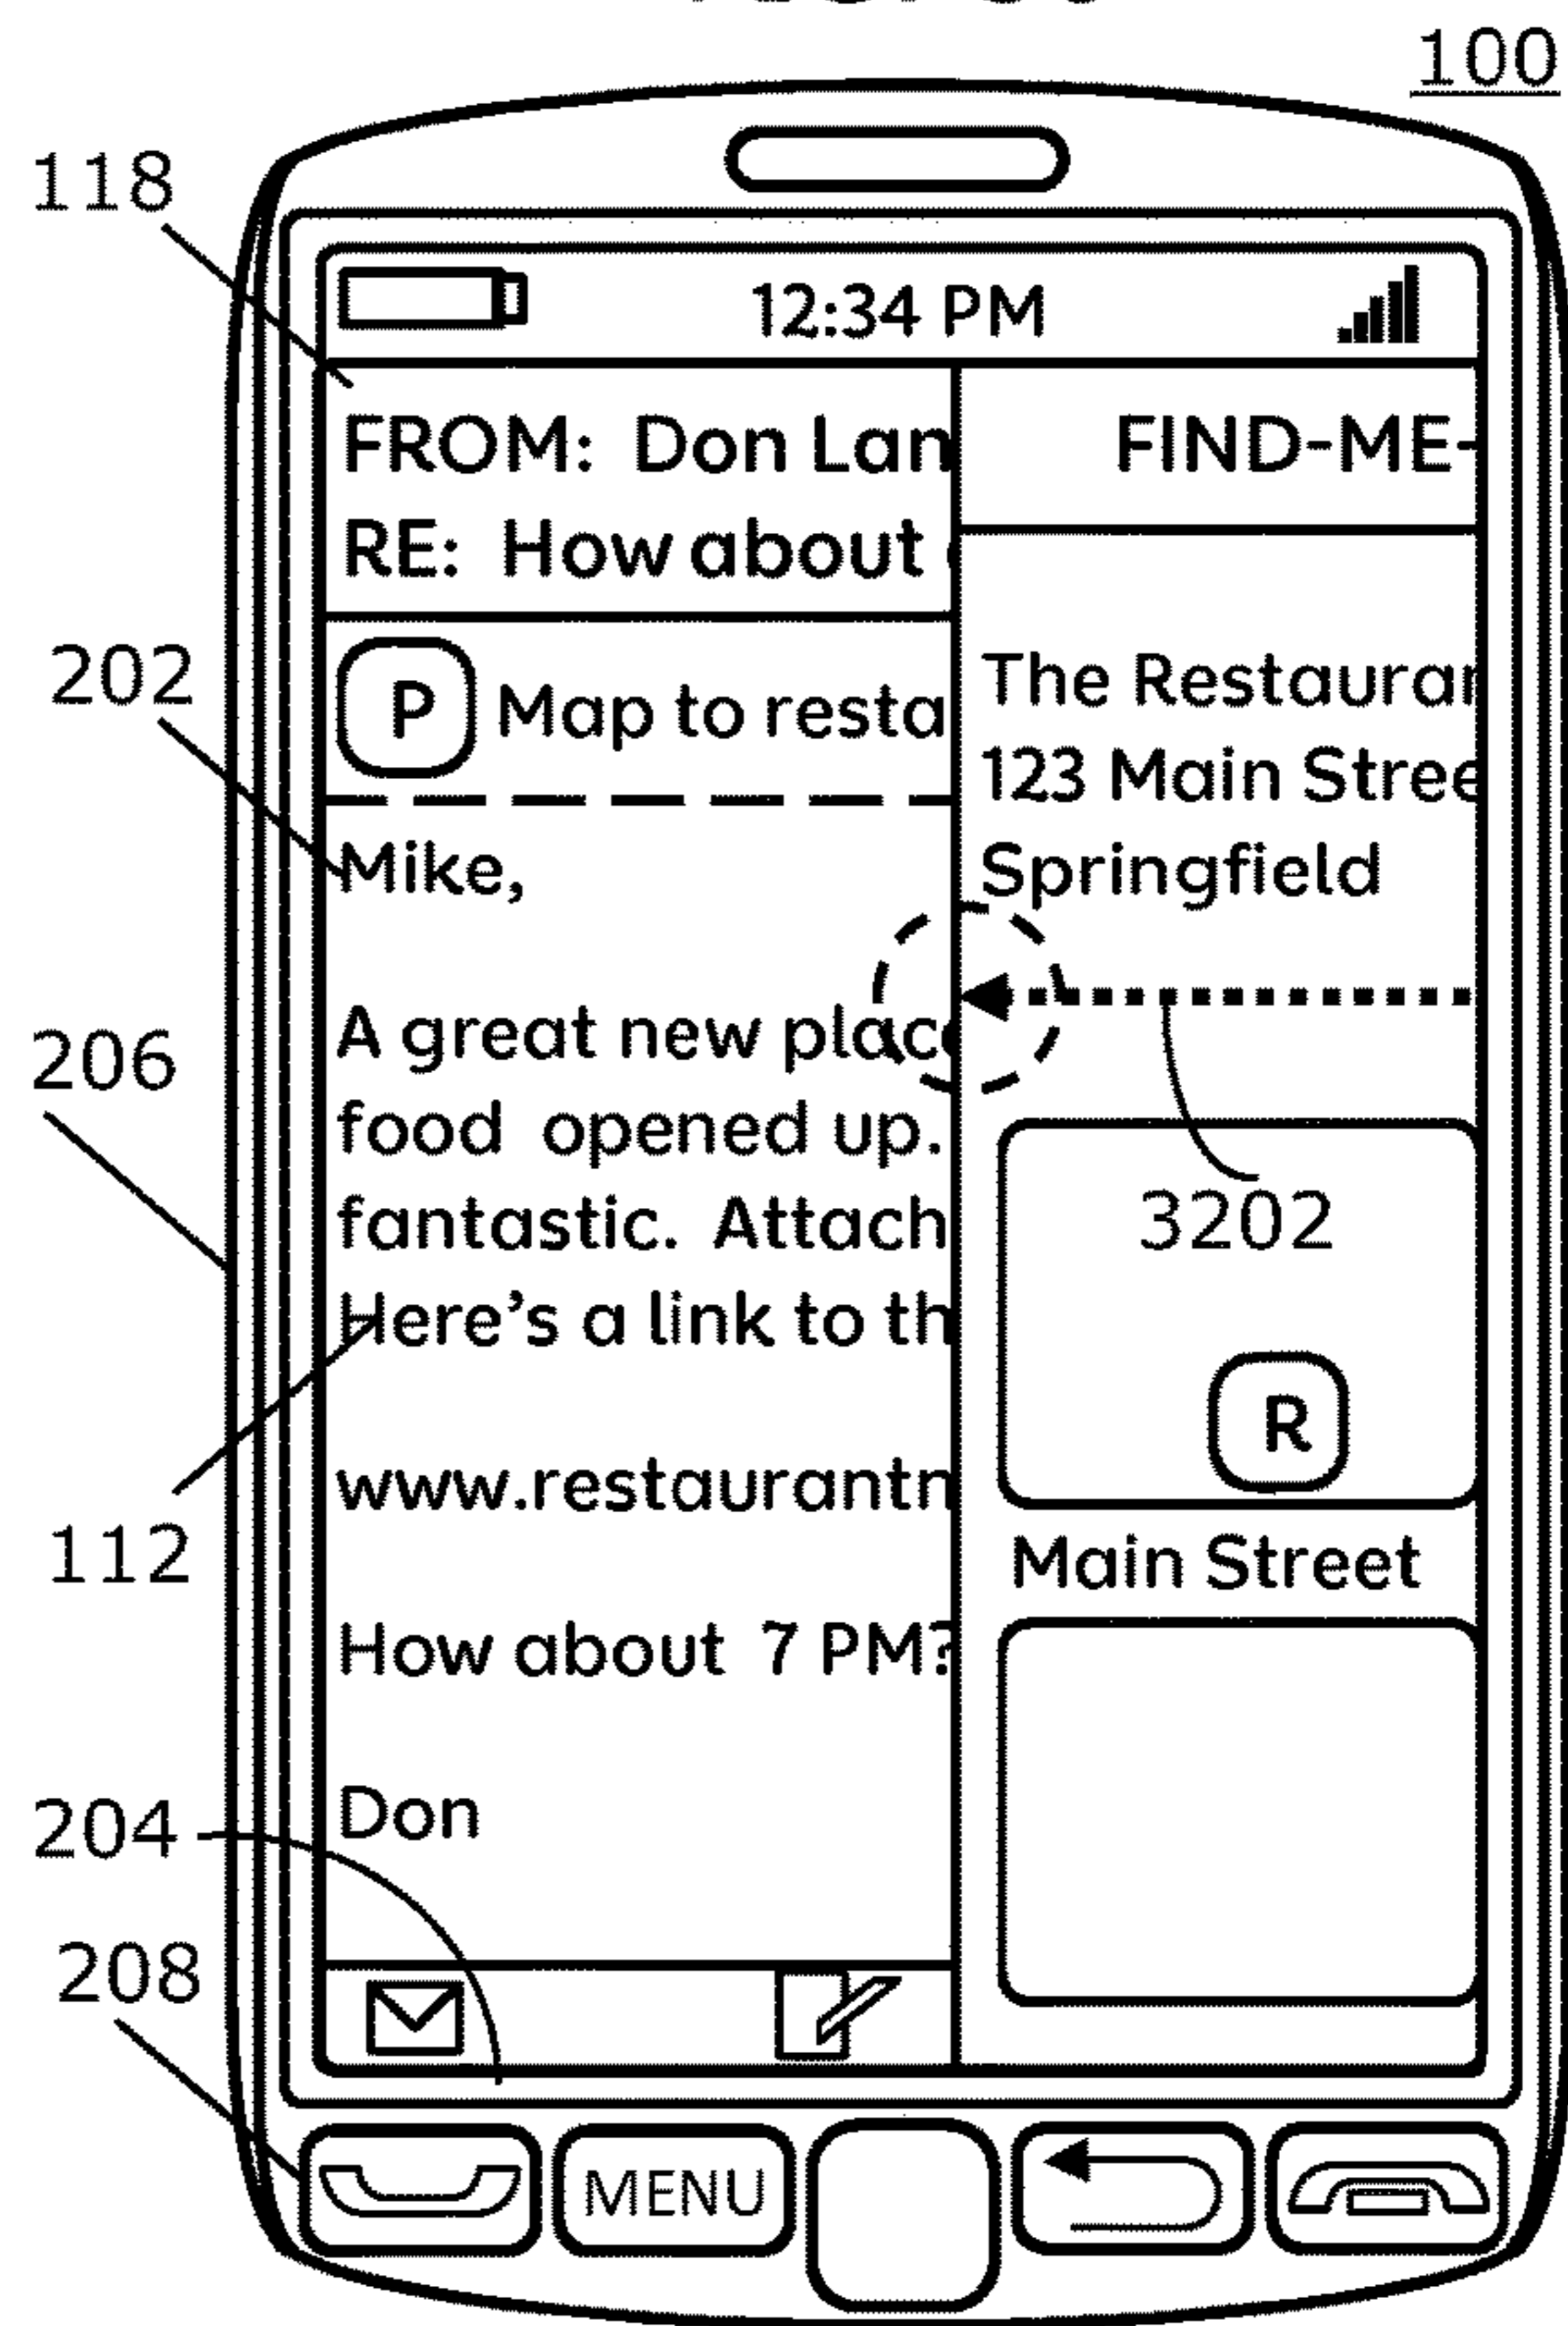 100
118
12:34 PM
FROM: Don Lan
RE: How about
FIND-ME-
202
P Map to resta
Mike,
The Restauran
123 Main Stree
Springfield
206
A great new place
food opened up.
fantastic. Attach
Here's a link to th
3202
R
www.restaurantn
112
Main Street
How about 7 PM?
204
Don
208
MENU